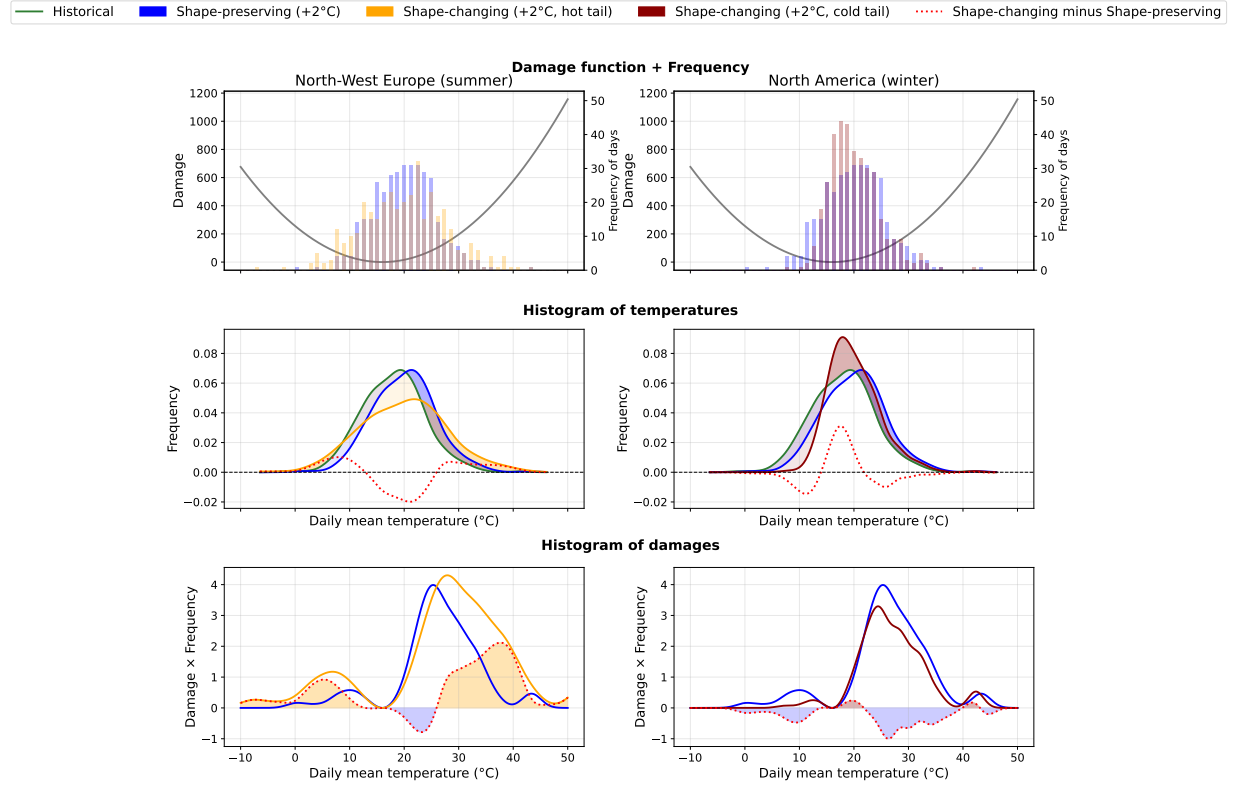 Historical
Shape-preserving (+2°C)
Shape-changing (+2°C, hot tail)
Shape-changing (+2°C, cold tail)
Shape-changing minus Shape-preserving
Damage function + Frequency
North-West Europe (summer)
1200
1000
800
600
400
200
0
Damage
50
40
30
20
10
0
Frequency of days
North America (winter)
1200
1000
800
600
400
200
0
Damage
50
40
30
20
10
0
Frequency of days
Histogram of temperatures
0.08
0.06
0.04
0.02
0.00
−0.02
Frequency
Daily mean temperature (°C)
0.08
0.06
0.04
0.02
0.00
−0.02
Frequency
Daily mean temperature (°C)
Histogram of damages
4
3
2
1
0
−1
Damage × Frequency
−10 0 10 20 30 40 50
Daily mean temperature (°C)
4
3
2
1
0
−1
Damage × Frequency
−10 0 10 20 30 40 50
Daily mean temperature (°C)